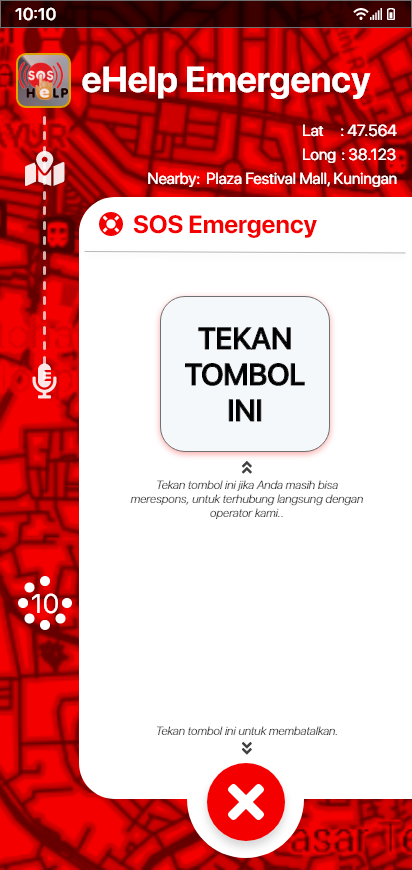 10:10
SOS
HeLP
eHelp Emergency
Lat : 47.564
Long : 38.123
Nearby: Plaza Festival Mall, Kuningan
SOS Emergency
TEKAN
TOMBOL
INI
Tekan tombol ini jika Anda masih bisa
merespons, untuk terhubung langsung dengan
operator kami..
10
Tekan tombol ini untuk membatalkan.